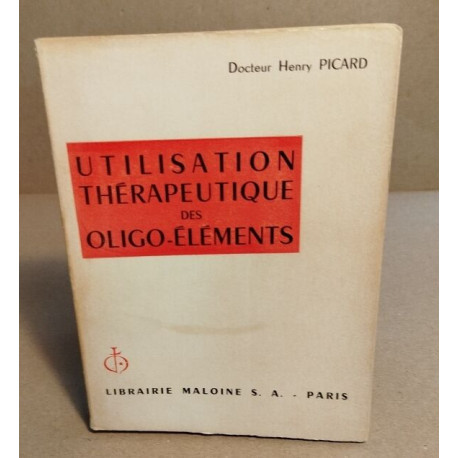 Docteur Henry PICARD
UTILISATION
THÉRAPEUTIQUE
DES
OLIGO-ÉLÉMENTS
LIBRAIRIE MALOINE S. A. - PARIS